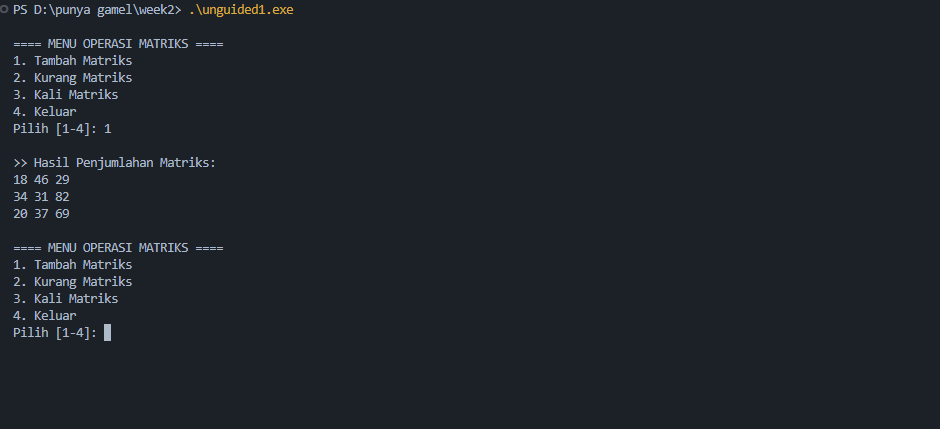 PS D:\punya gamel\week2> .\unguided1.exe
==== MENU OPERASI MATRIKS ====
1. Tambah Matriks
2. Kurang Matriks
3. Kali Matriks
4. Keluar
Pilih [1-4]: 1
>> Hasil Penjumlahan Matriks:
18 46 29
34 31 82
20 37 69
==== MENU OPERASI MATRIKS ====
1. Tambah Matriks
2. Kurang Matriks
3. Kali Matriks
4. Keluar
Pilih [1-4]: